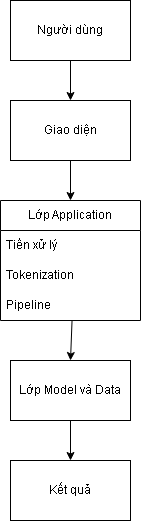 Người dùng
Giao diện
Lớp Application
Tiền xử lý
Tokenization
Pipeline
Lớp Model và Data
Kết quả